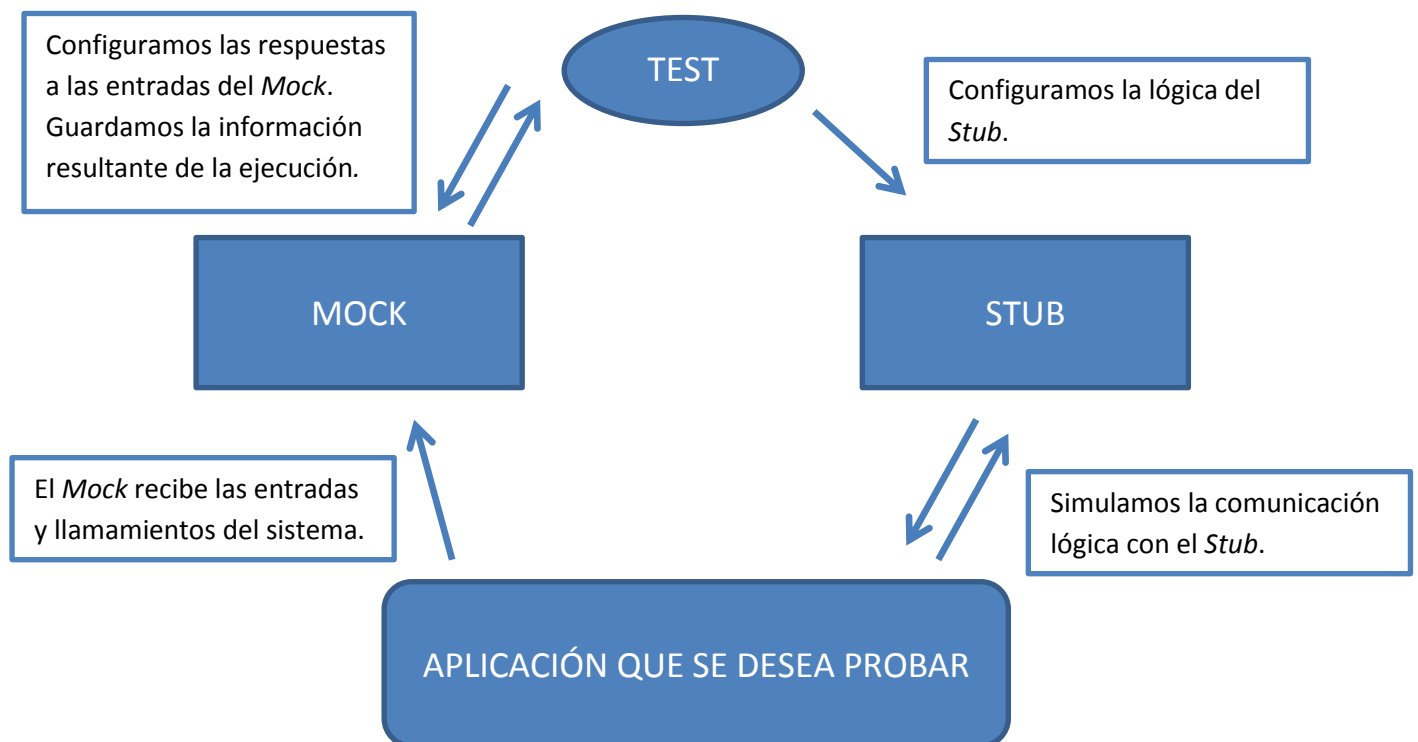 Configuramos las respuestas
a las entradas del Mock.
Guardamos la información
resultante de la ejecución.
TEST
Configuramos la lógica del
Stub.
MOCK
STUB
El Mock recibe las entradas
y llamamientos del sistema.
Simulamos la comunicación
lógica con el Stub.
APLICACIÓN QUE SE DESEA PROBAR